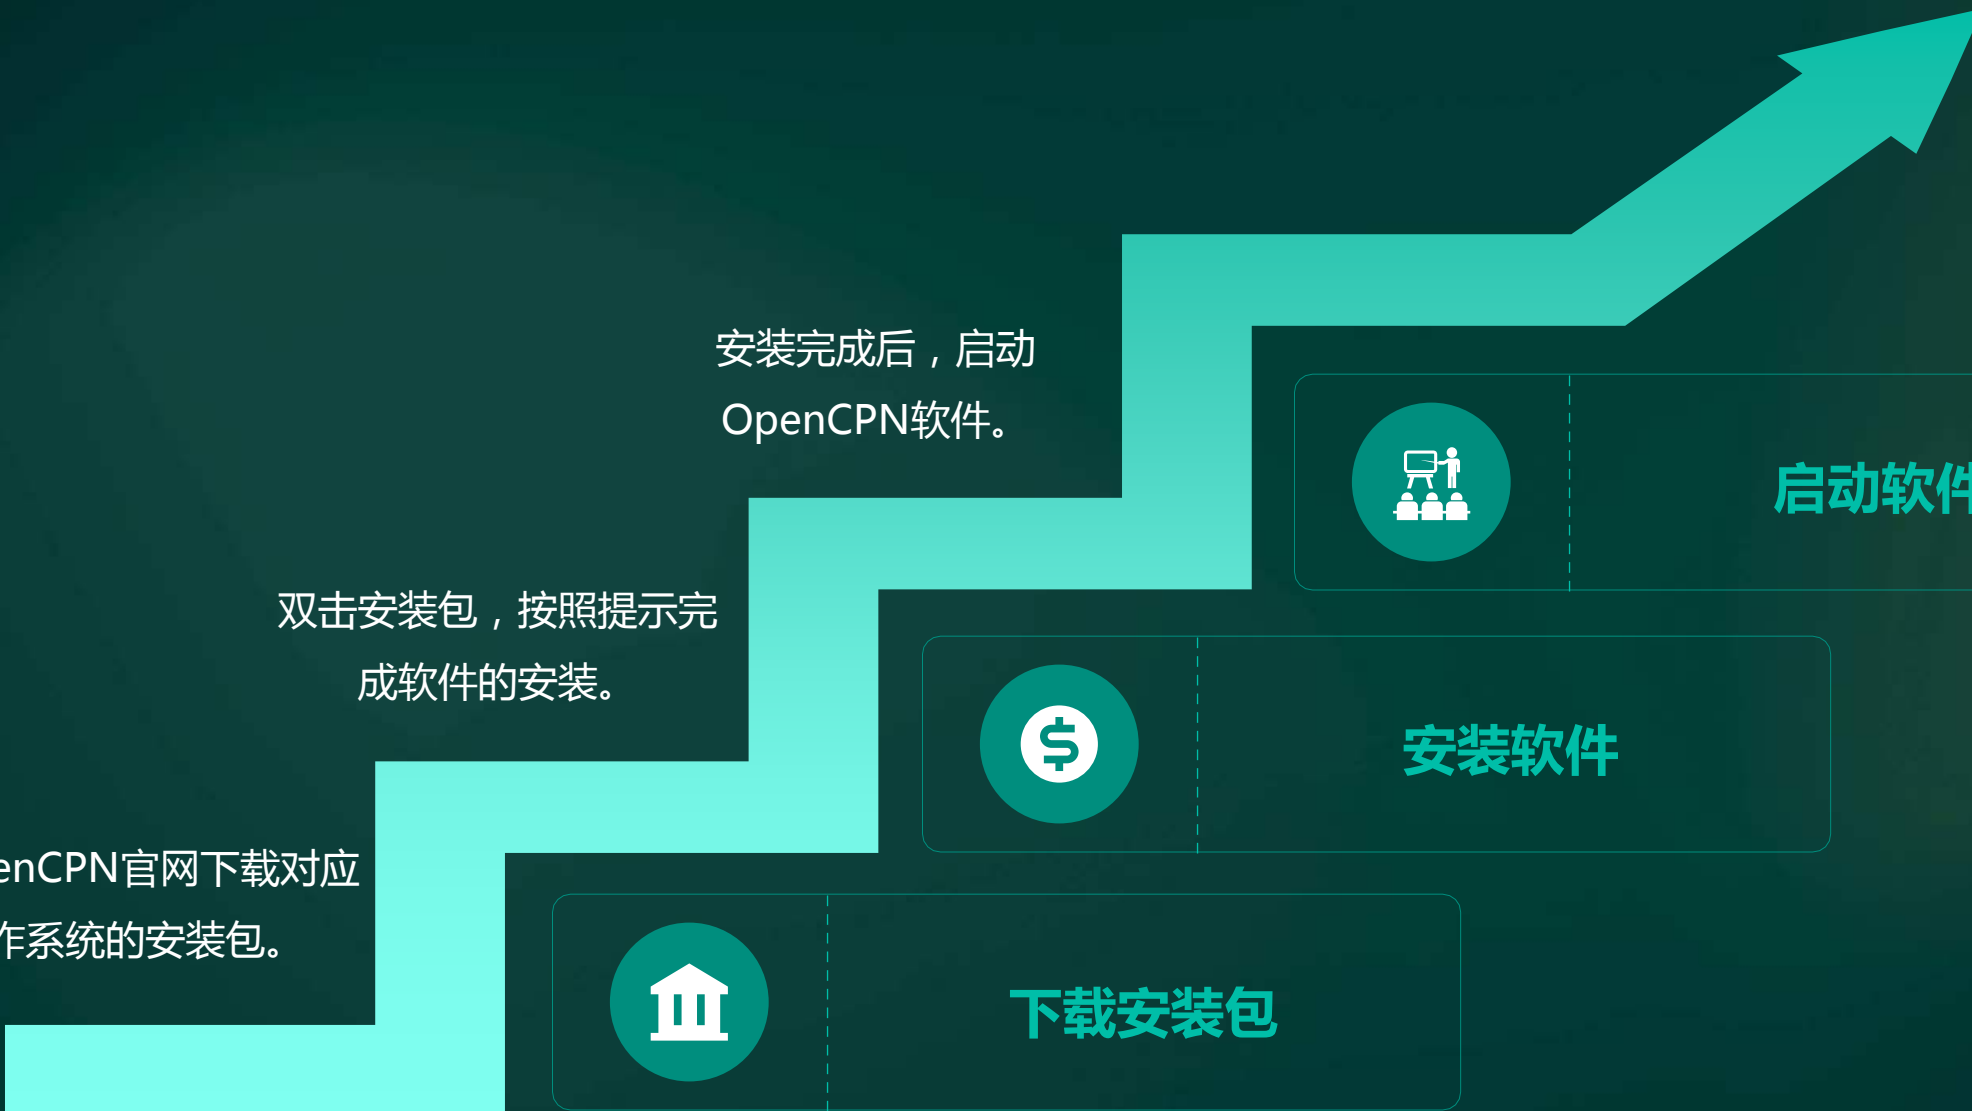 安装完成后，启动
OpenCPN软件。
启动软件
双击安装包，按照提示完
成软件的安装。
安装软件
enCPN官网下载对应
作系统的安装包。
下载安装包